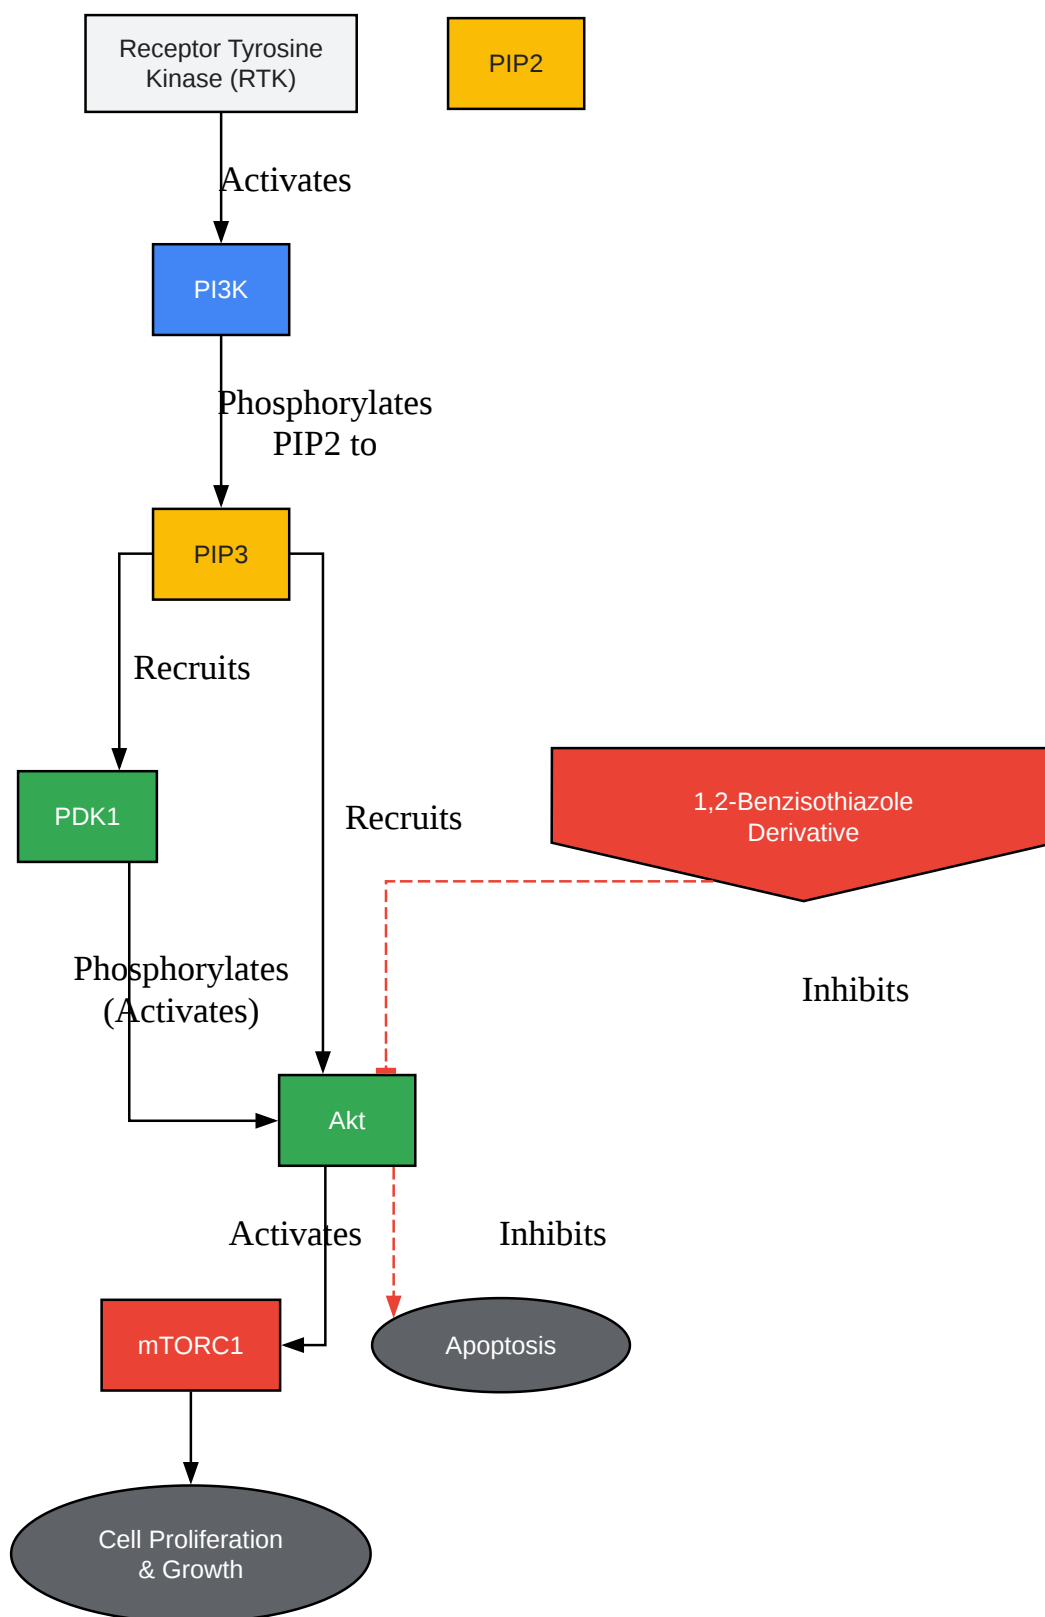 Receptor Tyrosine
Kinase (RTK)
PIP2
Activates
PI3K
Phosphorylates
PIP2 to
PIP3
Recruits
PDK1
Recruits
1,2-Benzisothiazole
Derivative
Phosphorylates
(Activates)
Inhibits
Akt
Activates
Inhibits
mTORC1
Apoptosis
Cell Proliferation
& Growth